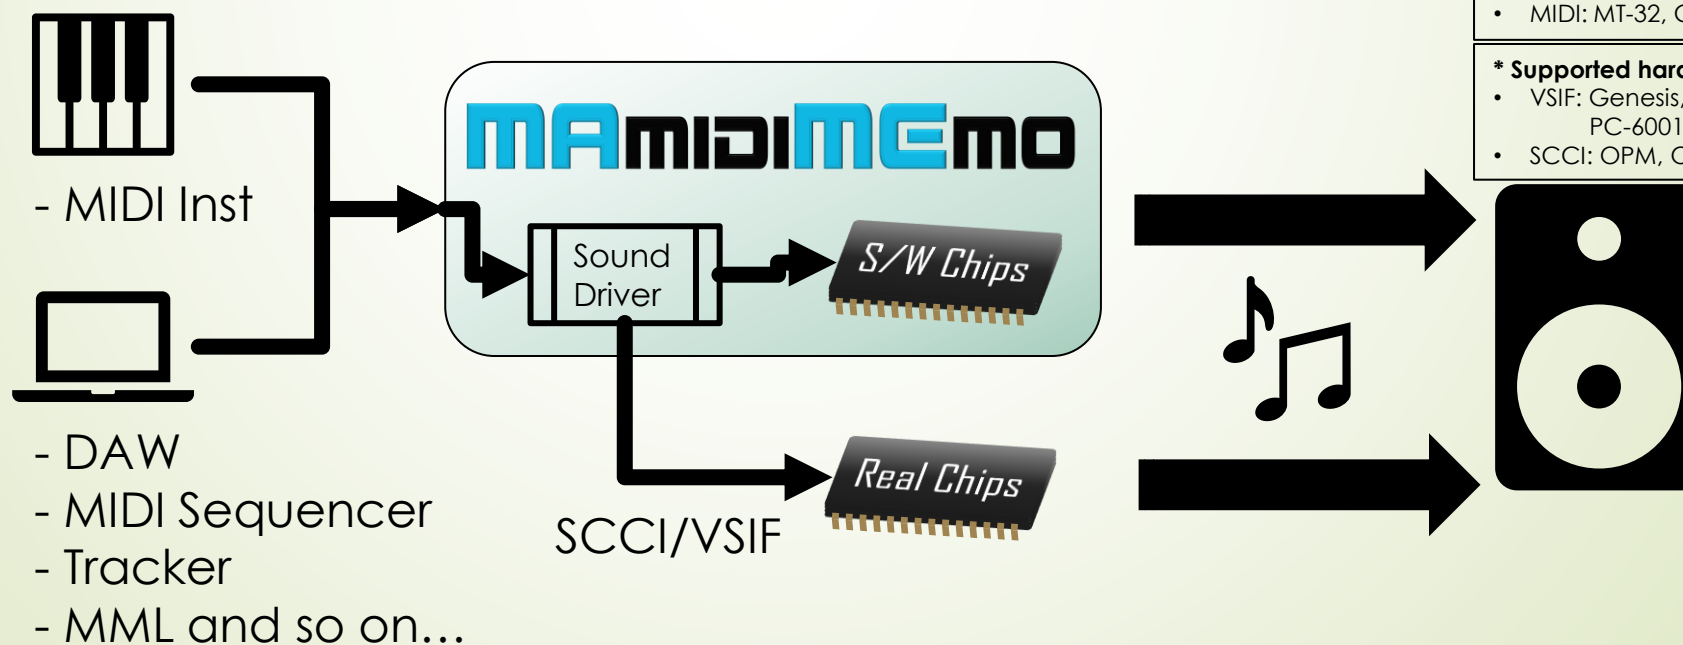 • MIDI: MT-32,
* Supported
• VSIF: Genesis,
PC-6001
• SCCI: OPM,
MAmidiMEmo
- MIDI Inst
Sound
Driver
S/W Chips
Real Chips
SCCI/VSIF
- DAW
- MIDI Sequencer
- Tracker
- MML and so on…